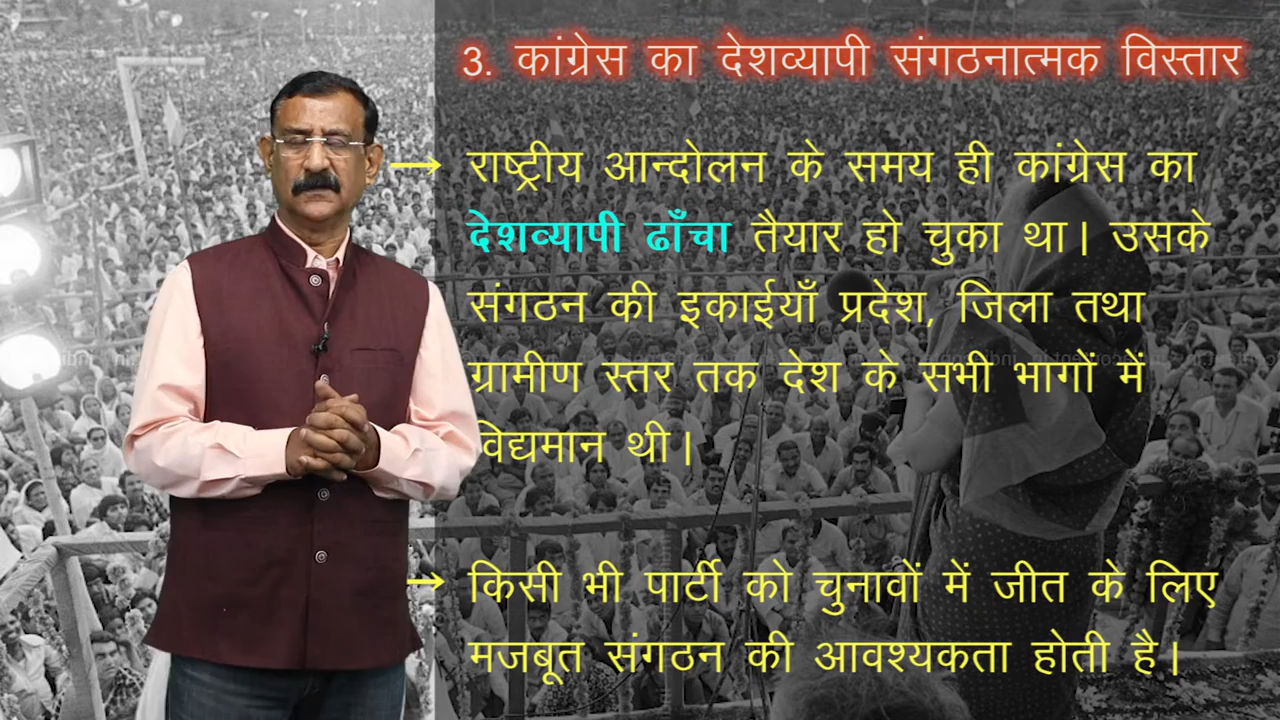 3. कांग्रेस का देशव्यापी संगठनात्मक विस्तार
→ राष्ट्रीय आन्दोलन के समय ही कांग्रेस का
देशव्यापी ढाँचा तैयार हो चुका था। उसके
संगठन की इकाईयाँ प्रदेश, जिला तथा
ग्रामीण स्तर तक देश के सभी भागों में
विद्यमान थी।
→ किसी भी पार्टी को चुनावों में जीत के लिए
मजबूत संगठन की आवश्यकता होती है।